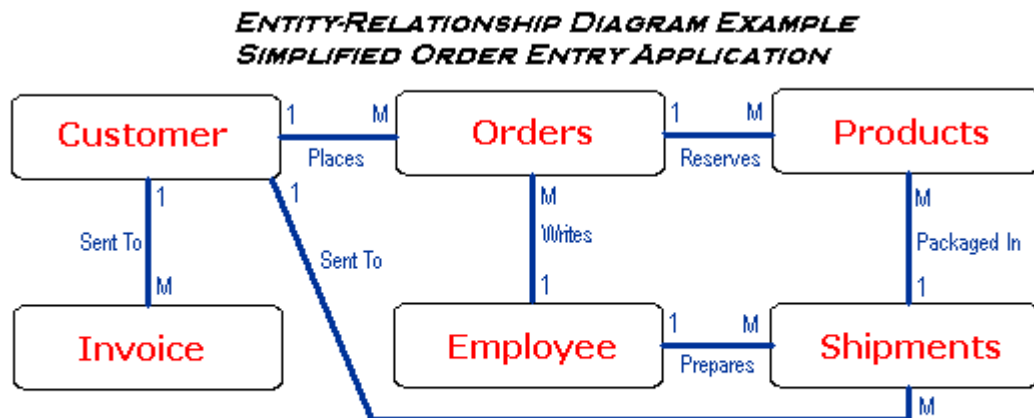 Entity-Relationship Diagram Example
Simplified Order Entry Application
Customer 1 M Orders 1 M Products
Places Reserves
1 1 M M
Sent To Sent To Writes Packaged In
M 1 1
Invoice Employee 1 M Shipments
Prepares
M